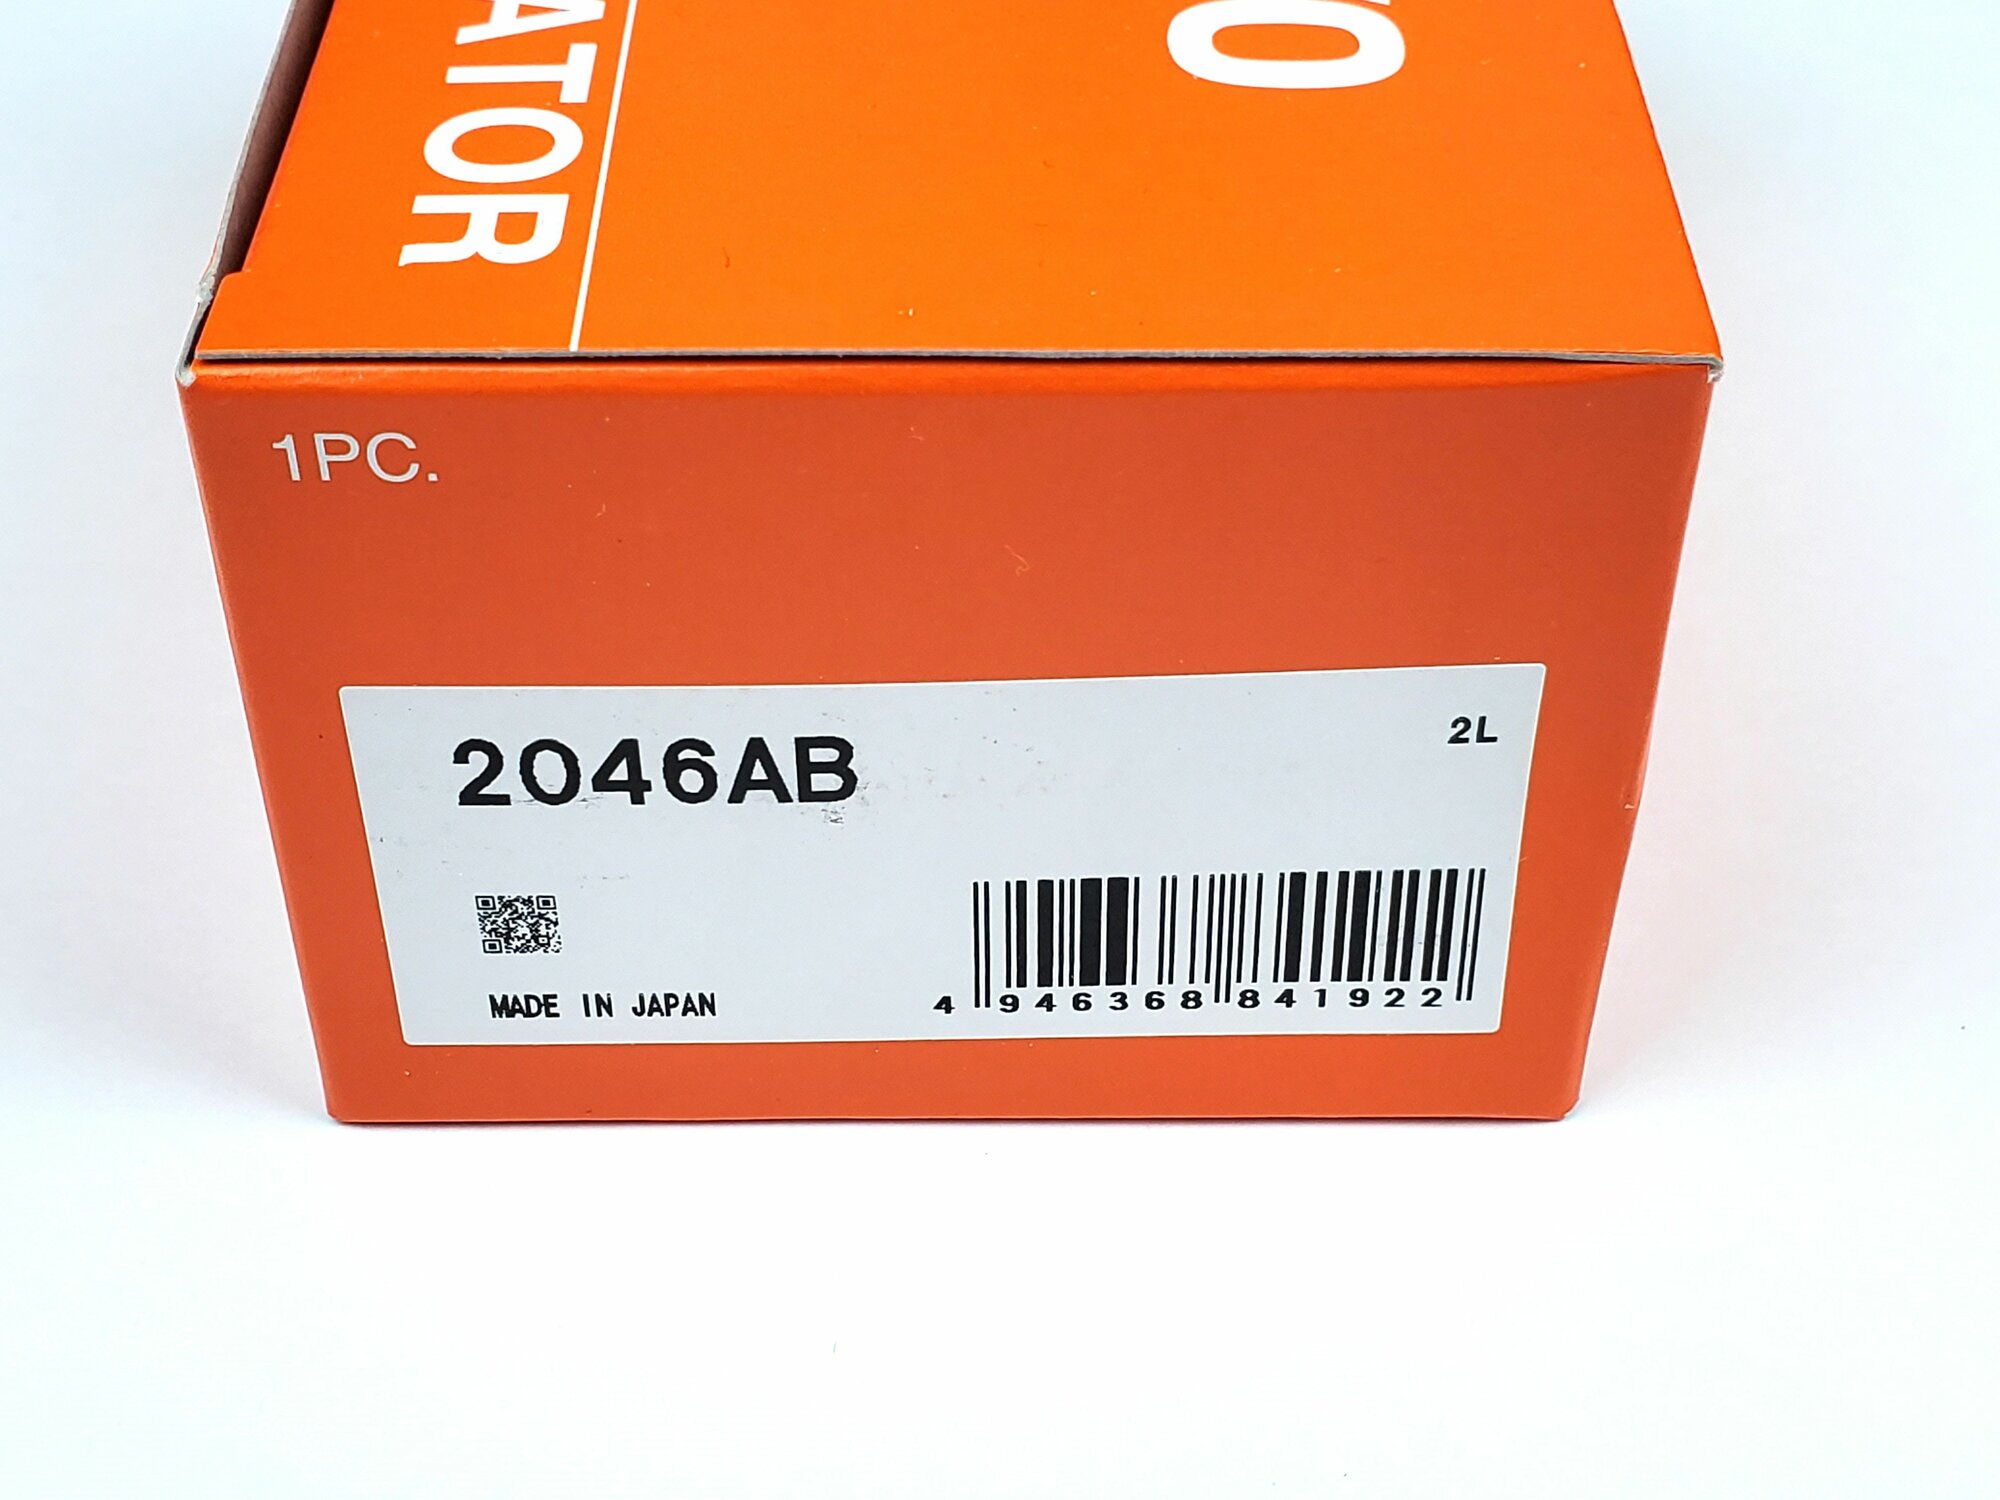 ATOR
O
1PC.
2046AB
2L
MADE IN JAPAN
4 946368 841922